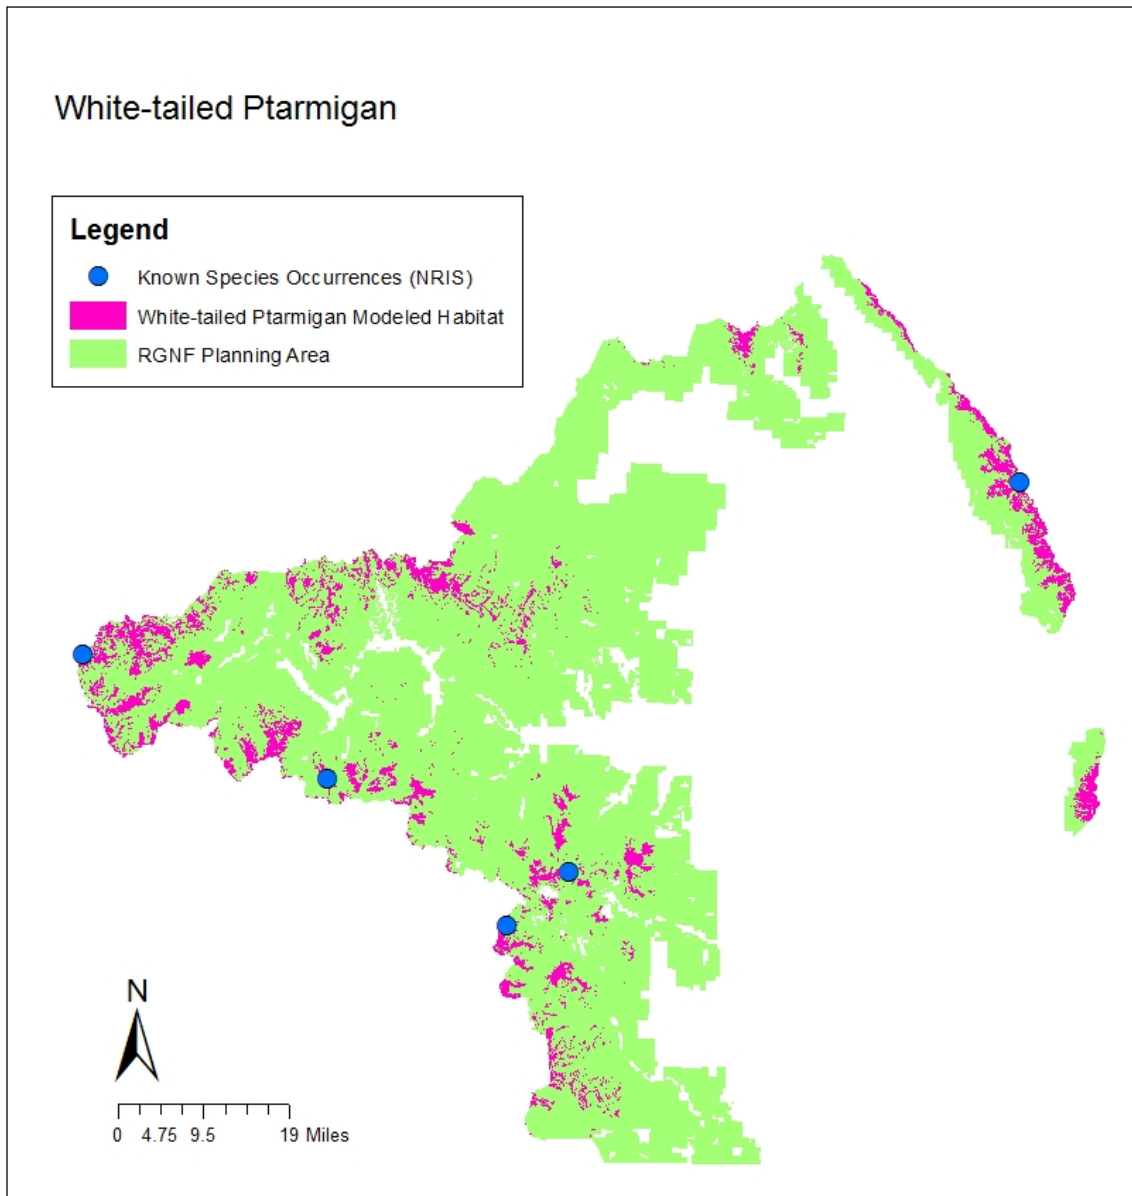 White-tailed Ptarmigan
Legend
Known Species Occurrences (NRIS)
White-tailed Ptarmigan Modeled Habitat
RGNF Planning Area
N
0 4.75 9.5 19 Miles